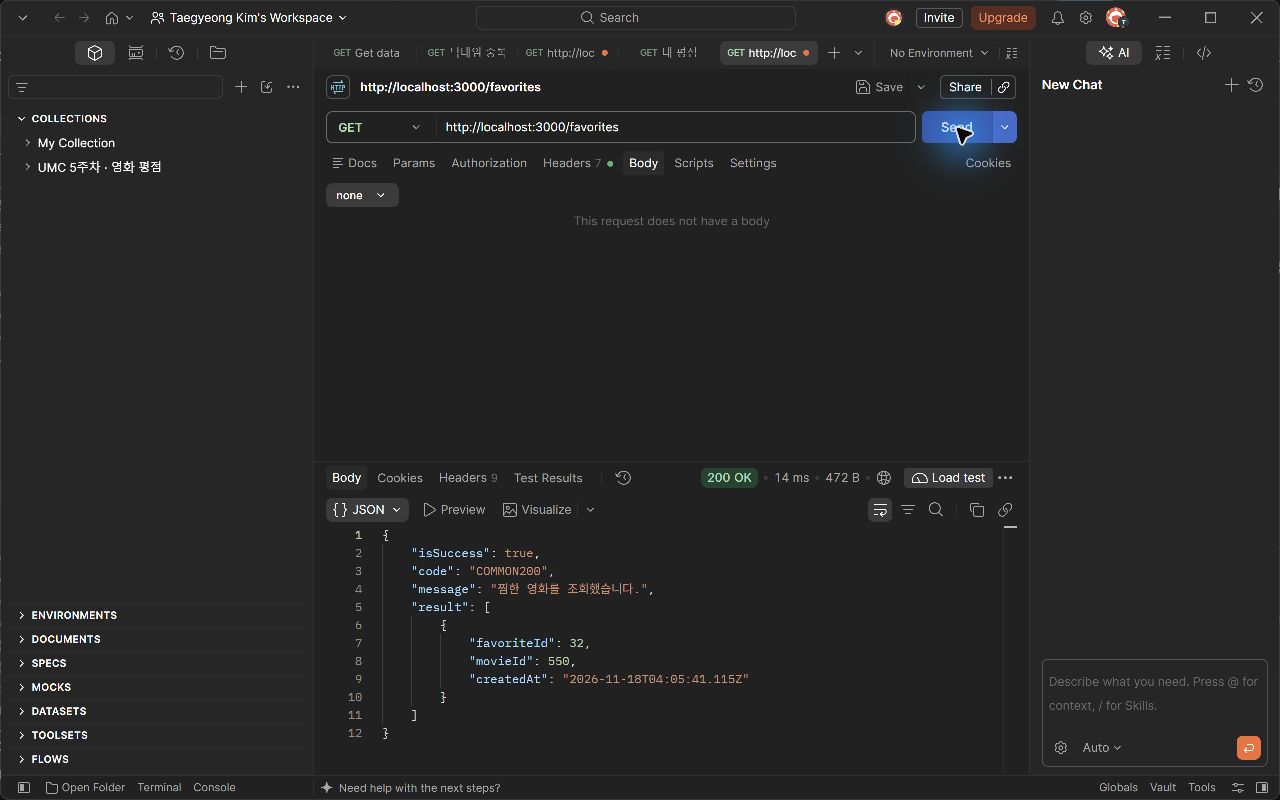 Taegyeong Kim's Workspace
Search
Invite
Upgrade
T
GET Get data
GET
GET http://loc
GET 내 평점
GET http://loc
No Environment
AI
HTTP
http://localhost:3000/favorites
Save
Share
New Chat
COLLECTIONS
My Collection
UMC 5주차 · 영화 평점
GET
http://localhost:3000/favorites
Send
Docs
Params
Authorization
Headers 7
Body
Scripts
Settings
Cookies
none
This request does not have a body
Body
Cookies
Headers 9
Test Results
200 OK
14 ms
472 B
Load test
{} JSON
Preview
Visualize
1 {
2 "isSuccess": true,
3 "code": "COMMON200",
4 "message": "찜한 영화를 조회했습니다.",
5 "result": [
6 {
7 "favoriteId": 32,
8 "movieId": 550,
9 "createdAt": "2026-11-18T04:05:41.115Z"
10 }
11 ]
12 }
ENVIRONMENTS
DOCUMENTS
SPECS
MOCKS
DATASETS
TOOLSETS
FLOWS
Describe what you need. Press @ for
context, / for Skills.
Auto
Open Folder
Terminal
Console
Need help with the next steps?
Globals
Vault
Tools